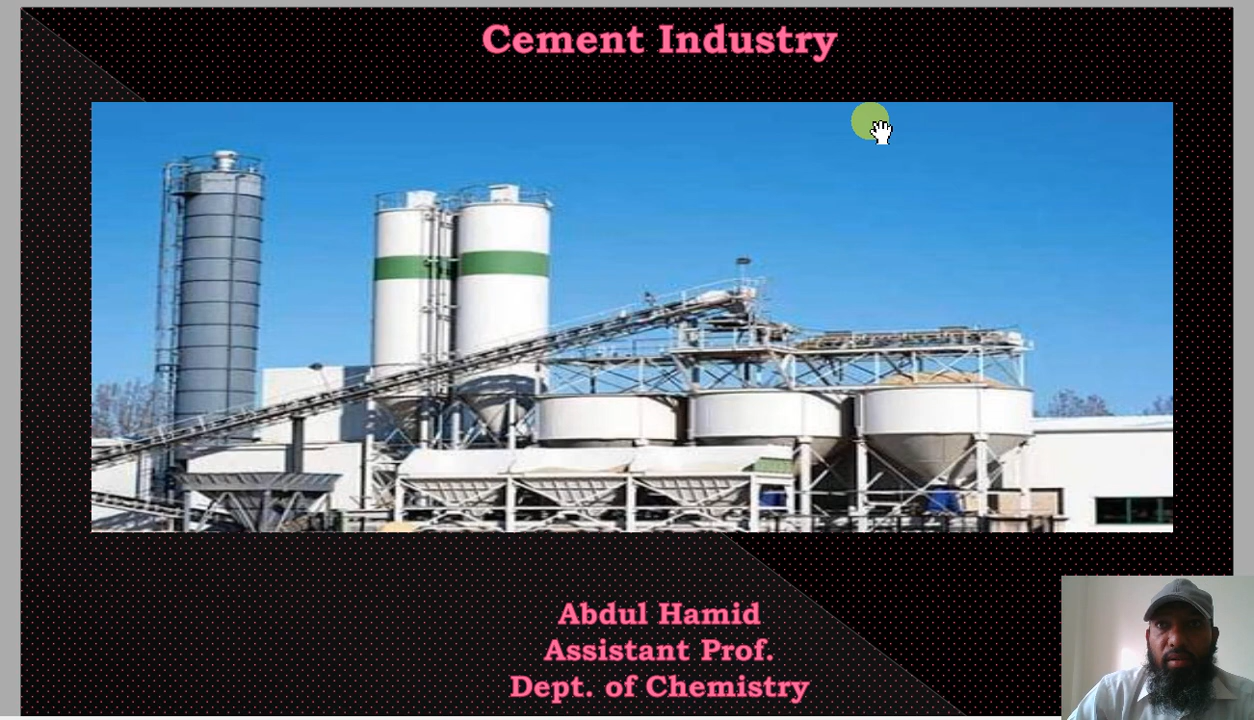 Cement Industry
Abdul Hamid
Assistant Prof.
Dept. of Chemistry